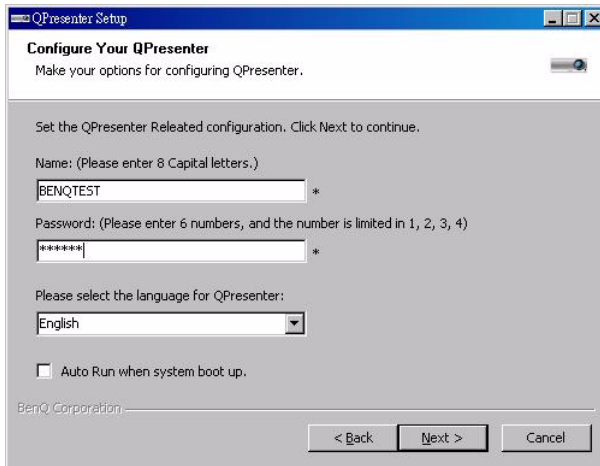 QPresenter Setup
Configure Your QPresenter
Make your options for configuring QPresenter.
Set the QPresenter Releated configuration. Click Next to continue.
Name: (Please enter 8 Capital letters.)
BENQTEST *
Password: (Please enter 6 numbers, and the number is limited in 1, 2, 3, 4)
****** *
Please select the language for QPresenter:
English
Auto Run when system boot up.
BenQ Corporation
< Back Next > Cancel